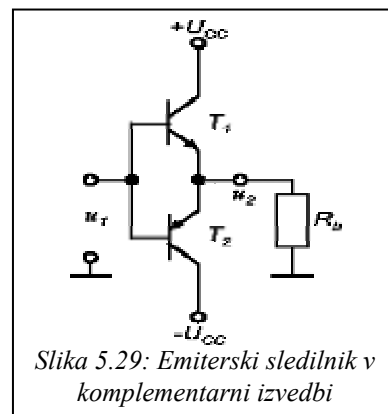 +U_CC
T_1
u_1
u_2
R_b
T_2
-U_CC
Slika 5.29: Emiterski sledilnik v
komplementarni izvedbi